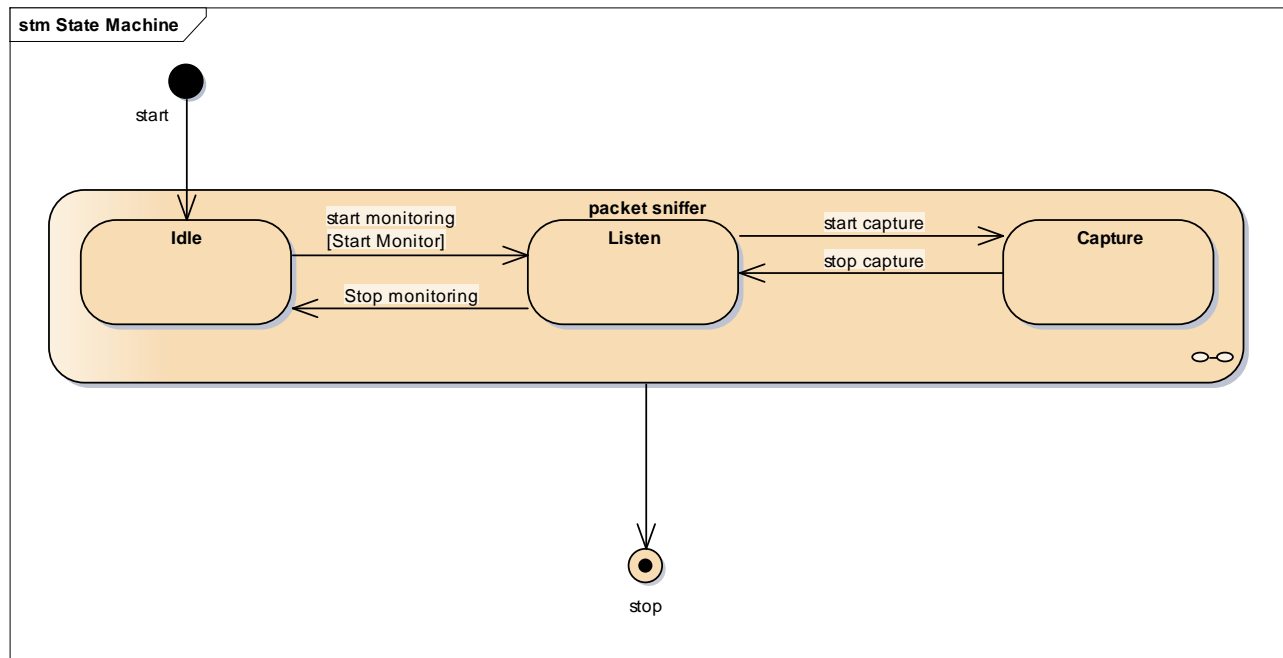 stm State Machine
start
packet sniffer
Idle
start monitoring
[Start Monitor]
Listen
start capture
Capture
stop capture
Stop monitoring
stop